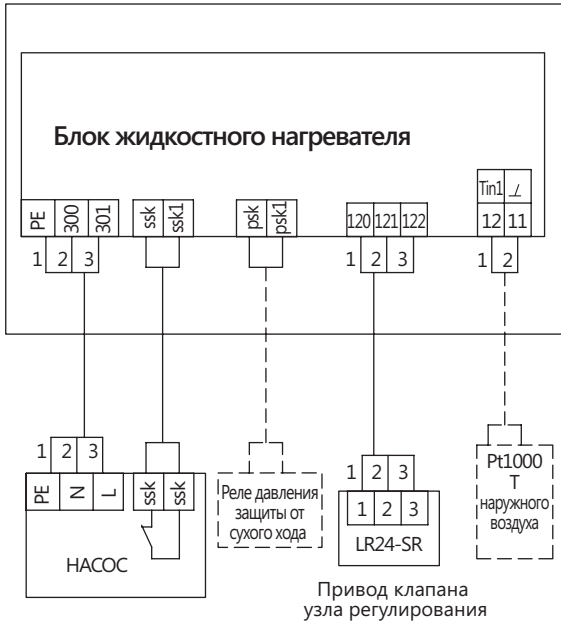 Блок жидкостного нагревателя
Tin1
PE 300 301 ssk ssk1 psk psk1 120 121 122 12 11
1 2 3 1 2 3 1 2
1 2 3 1 2 3
PE N L ssk ssk
НАСОС
Реле давления
защиты от
сухого хода
1 2 3
LR24-SR
Pt1000
Т
наружного
воздуха
Привод клапана
узла регулирования